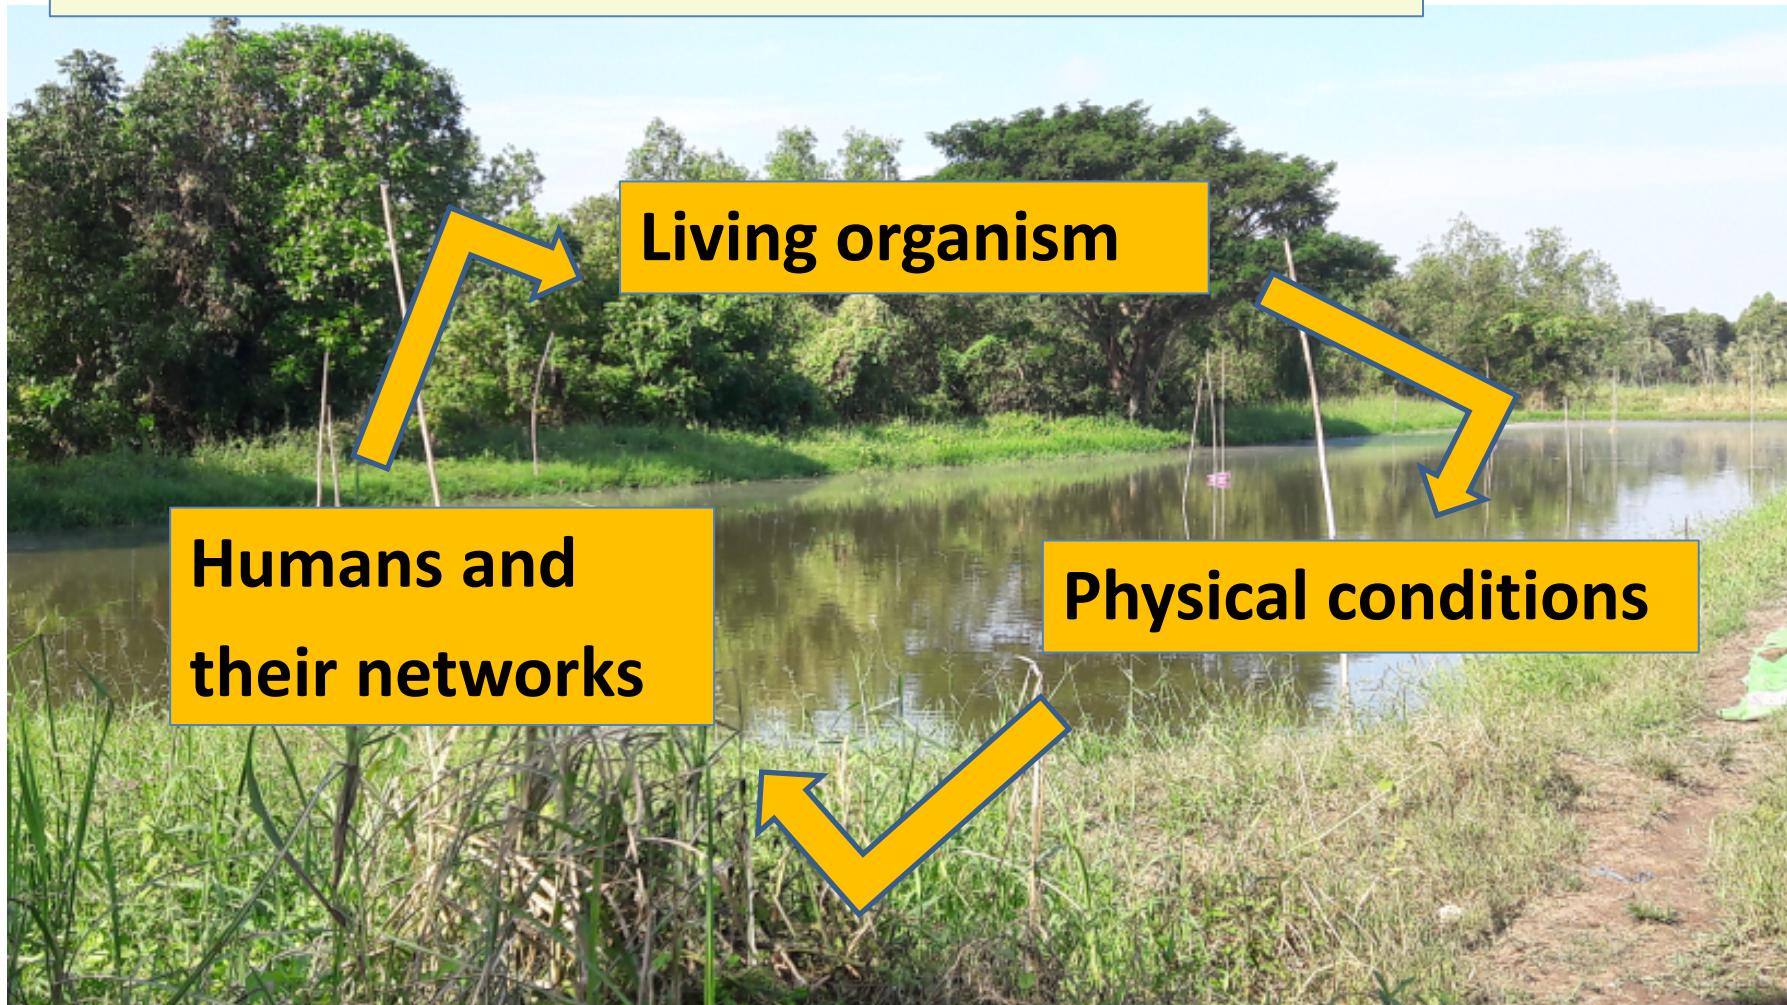 Living organism
Humans and
their networks
Physical conditions